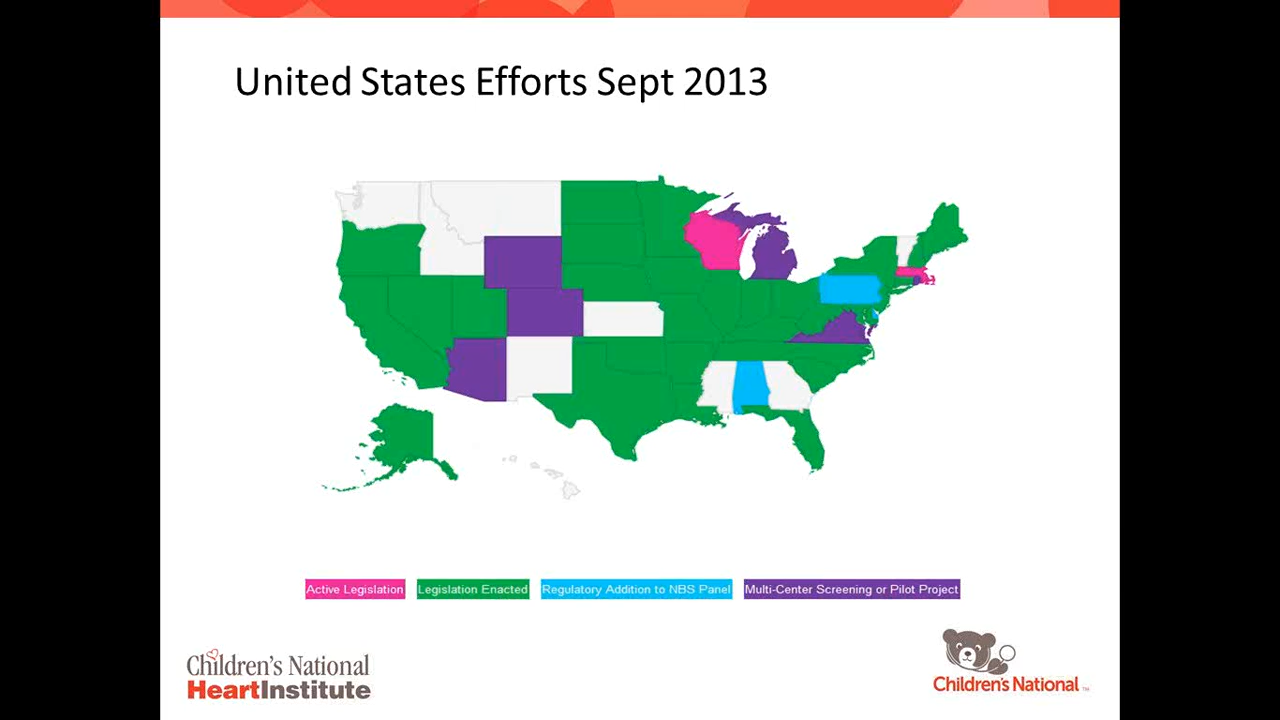 United States Efforts Sept 2013
Active Legislation
Legislation Enacted
Regulatory Addition to NBS Panel
Multi-Center Screening or Pilot Project
Children's National
HeartInstitute
Children's National ™